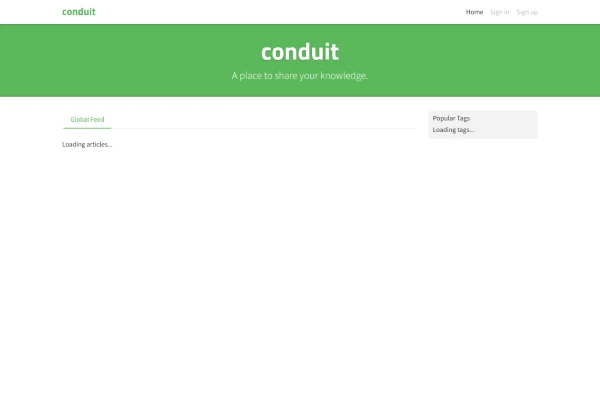 conduit
Home Sign in Sign up
conduit
A place to share your knowledge.
Global Feed
Loading articles...
Popular Tags
Loading tags...